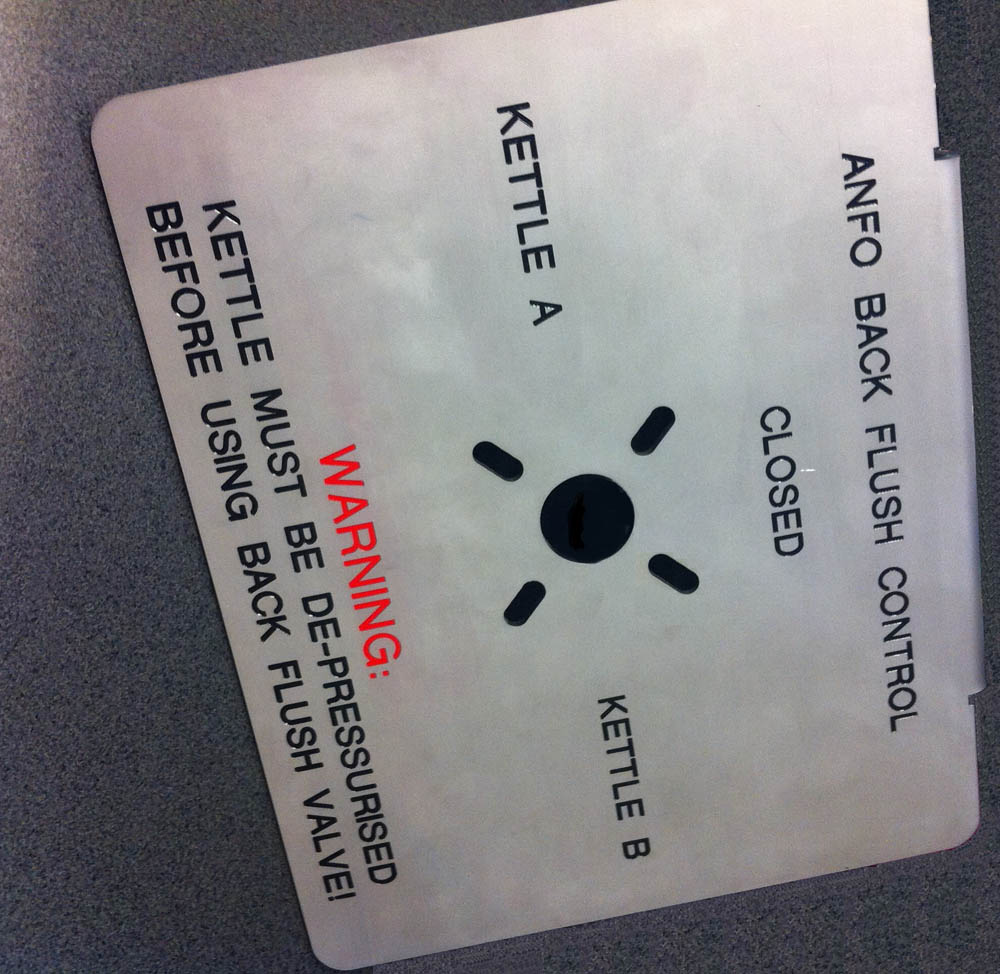 ANFO BACK FLUSH CONTROL
CLOSED
KETTLE A
KETTLE B
WARNING:
KETTLE MUST BE DE-PRESSURISED
BEFORE USING BACK FLUSH VALVE!